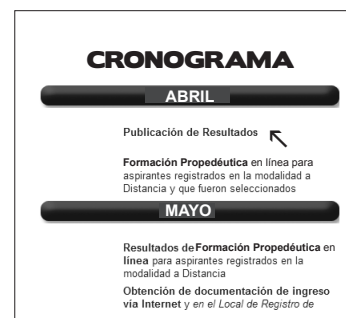 CRONOGRAMA
ABRIL
Publicación de Resultados
Formación Propedéutica en línea para
aspirantes registrados en la modalidad a
Distancia y que fueron seleccionados
MAYO
Resultados de Formación Propedéutica en
línea para aspirantes registrados en la
modalidad a Distancia
Obtención de documentación de ingreso
vía Internet y en el Local de Registro de